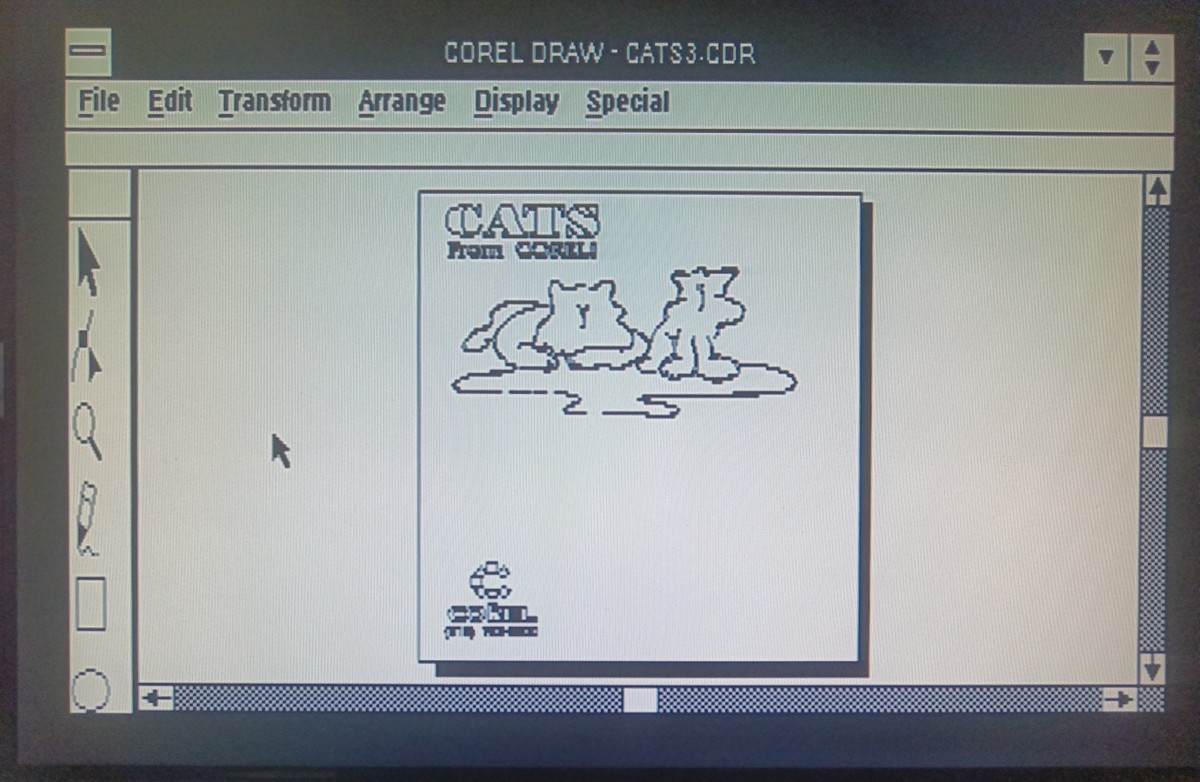 COREL DRAW - CATS3.CDR
File Edit Transform Arrange Display Special
CATS
From COREL!
C
COREL